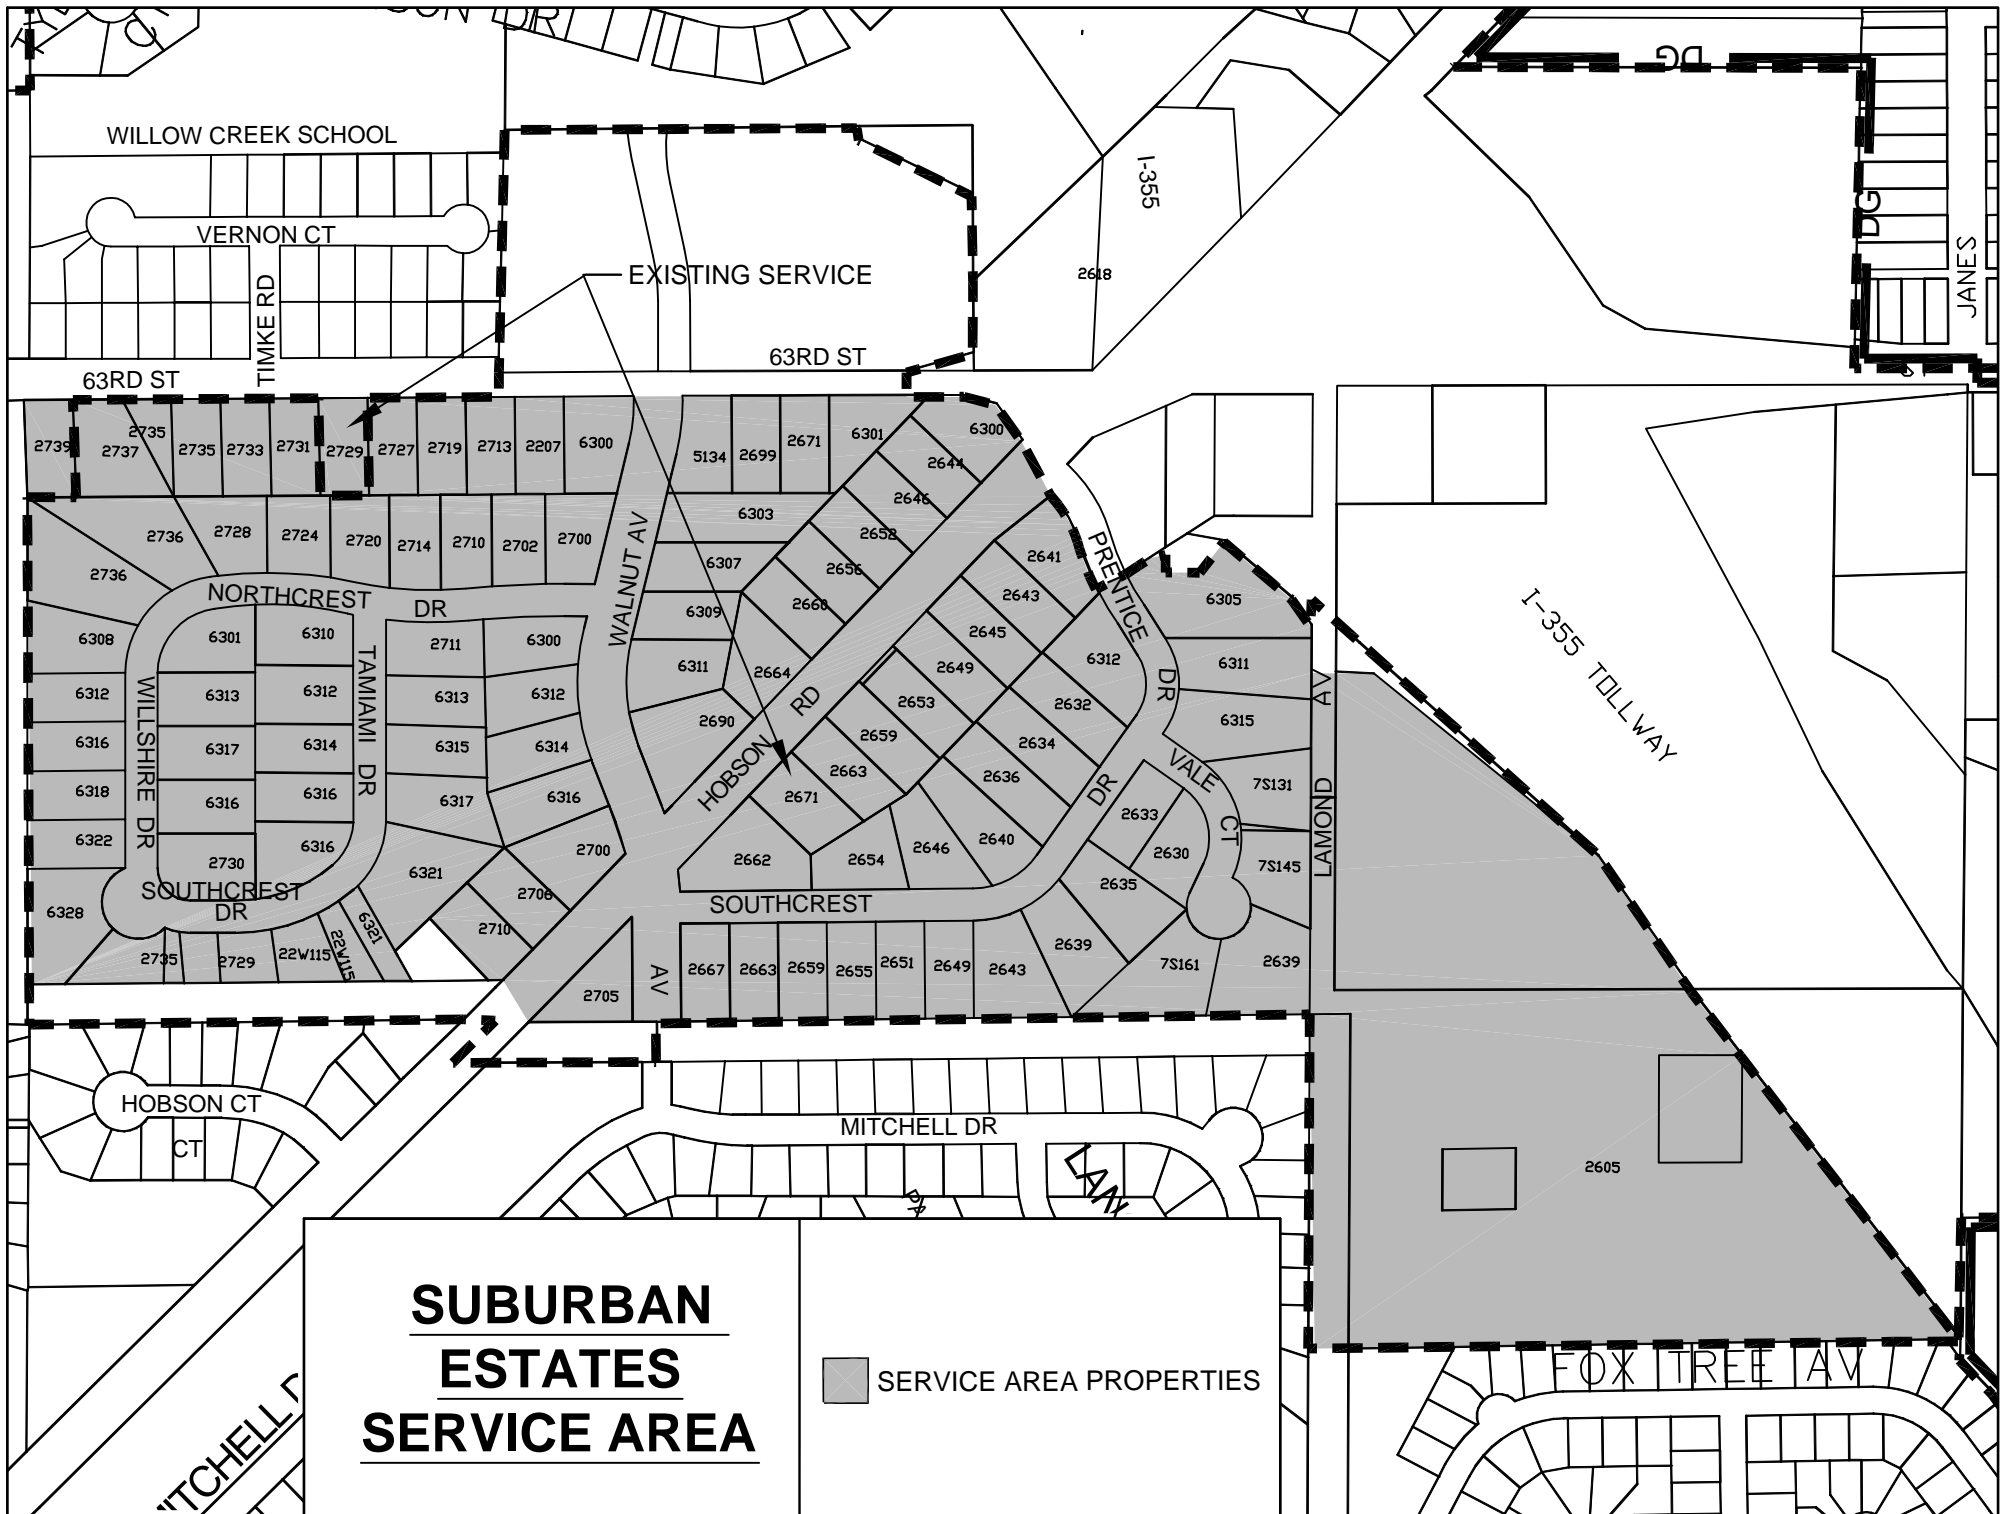 DG
WILLOW CREEK SCHOOL
I-355
DG
VERNON CT
JANES
EXISTING SERVICE
2618
TIMKE RD
63RD ST
63RD ST
2739
2735
2737
2735
2733
2731
2729
2727
2719
2713
2207
6300
5134
2699
2671
6301
6300
2644
2646
2652
2656
2660
2664
6303
6307
6309
6311
2690
2736
2728
2724
2720
2714
2710
2702
2700
2736
WALNUT AV
NORTHCREST DR
PRENTICE DR
6305
I-355 TOLLWAY
6308
6312
6316
6318
6322
6328
WILLSHIRE DR
6301
6313
6317
6316
2730
6310
6312
6314
6316
6316
TAMIAMI DR
2711
6313
6315
6317
6321
6300
6312
6314
6316
2700
2706
2710
2641
2643
2645
2649
2653
2659
2663
2671
HOBSON RD
6312
2632
2634
2636
2640
2646
2654
2662
DR
6311
6315
7S131
7S145
VALE CT
2633
2630
2635
2639
7S161
2639
LAMOND AV
SOUTHCREST
DR
SOUTHCREST
2735
2729
22W115
22W115
6321
2705
AV
2667
2663
2659
2655
2651
2649
2643
HOBSON CT
CT
MITCHELL DR
2605
SUBURBAN
ESTATES
SERVICE AREA
SERVICE AREA PROPERTIES
FOX TREE AV